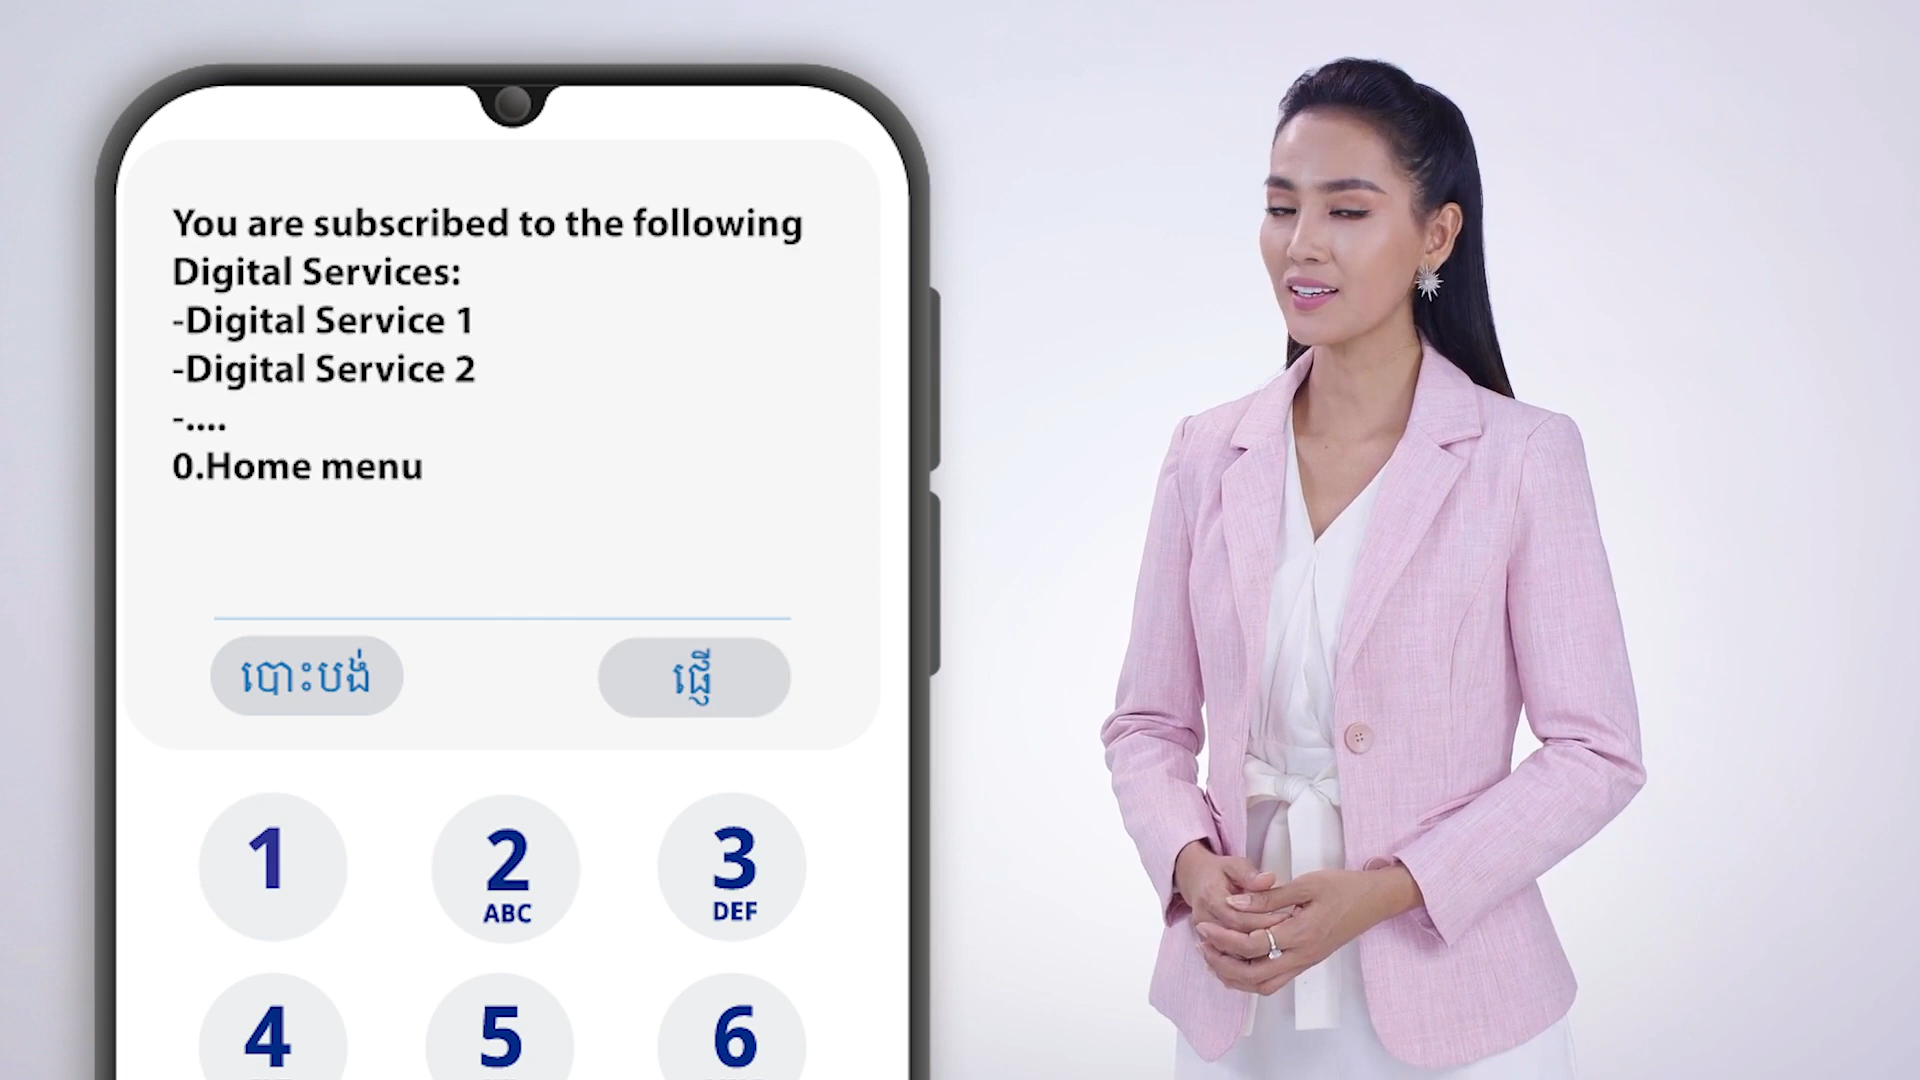 You are subscribed to the following
Digital Services:
-Digital Service 1
-Digital Service 2
-....
0.Home menu
បោះបង់ ផ្ញើ
1 2 3
ABC DEF
4 5 6